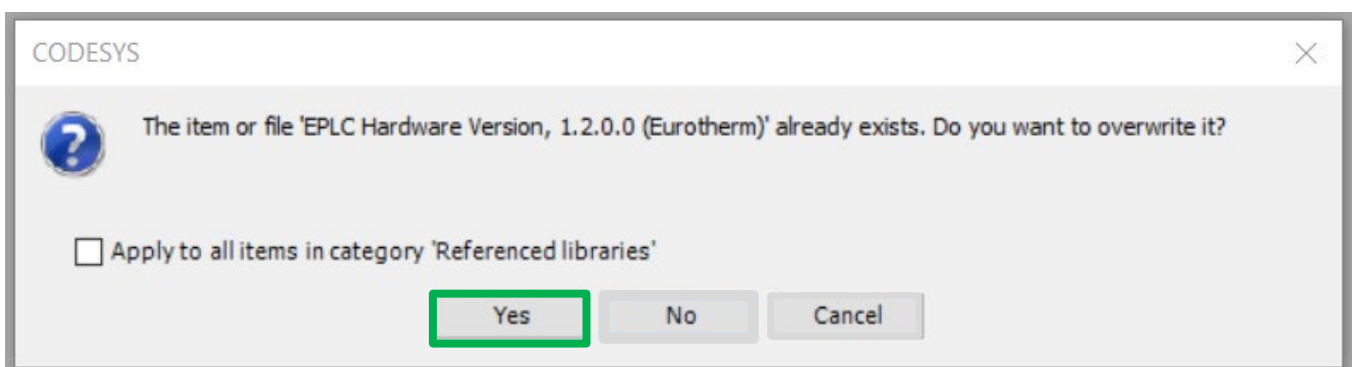 CODESYS
The item or file 'EPLC Hardware Version, 1.2.0.0 (Eurotherm)' already exists. Do you want to overwrite it?
Apply to all items in category 'Referenced libraries'
Yes No Cancel